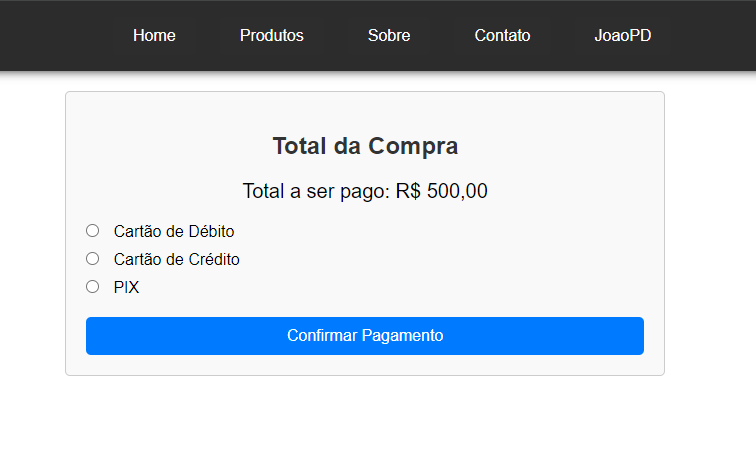 Home Produtos Sobre Contato JoaoPD
Total da Compra
Total a ser pago: R$ 500,00
Cartão de Débito
Cartão de Crédito
PIX
Confirmar Pagamento